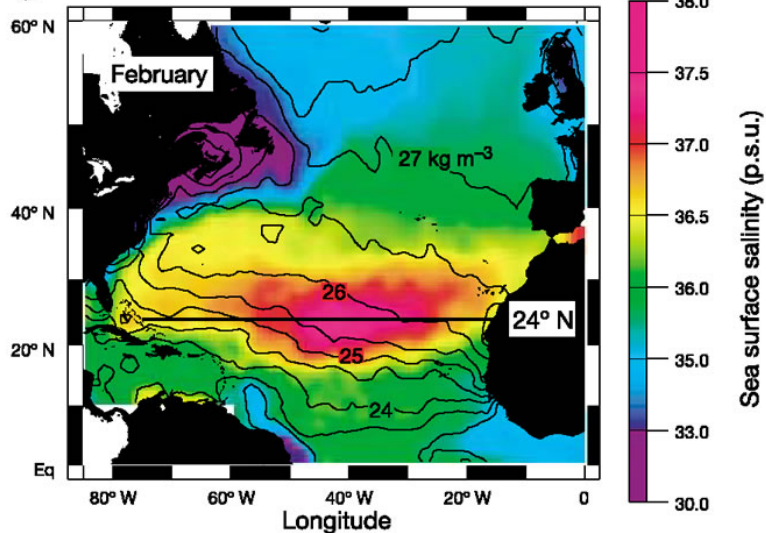 60° N
February
27 kg m⁻³
40° N
26
24° N
20° N
25
24
Eq
80° W 60° W 40° W 20° W 0
Longitude
38.0
37.5
37.0
36.5
36.0
35.0
33.0
30.0
Sea surface salinity (p.s.u.)